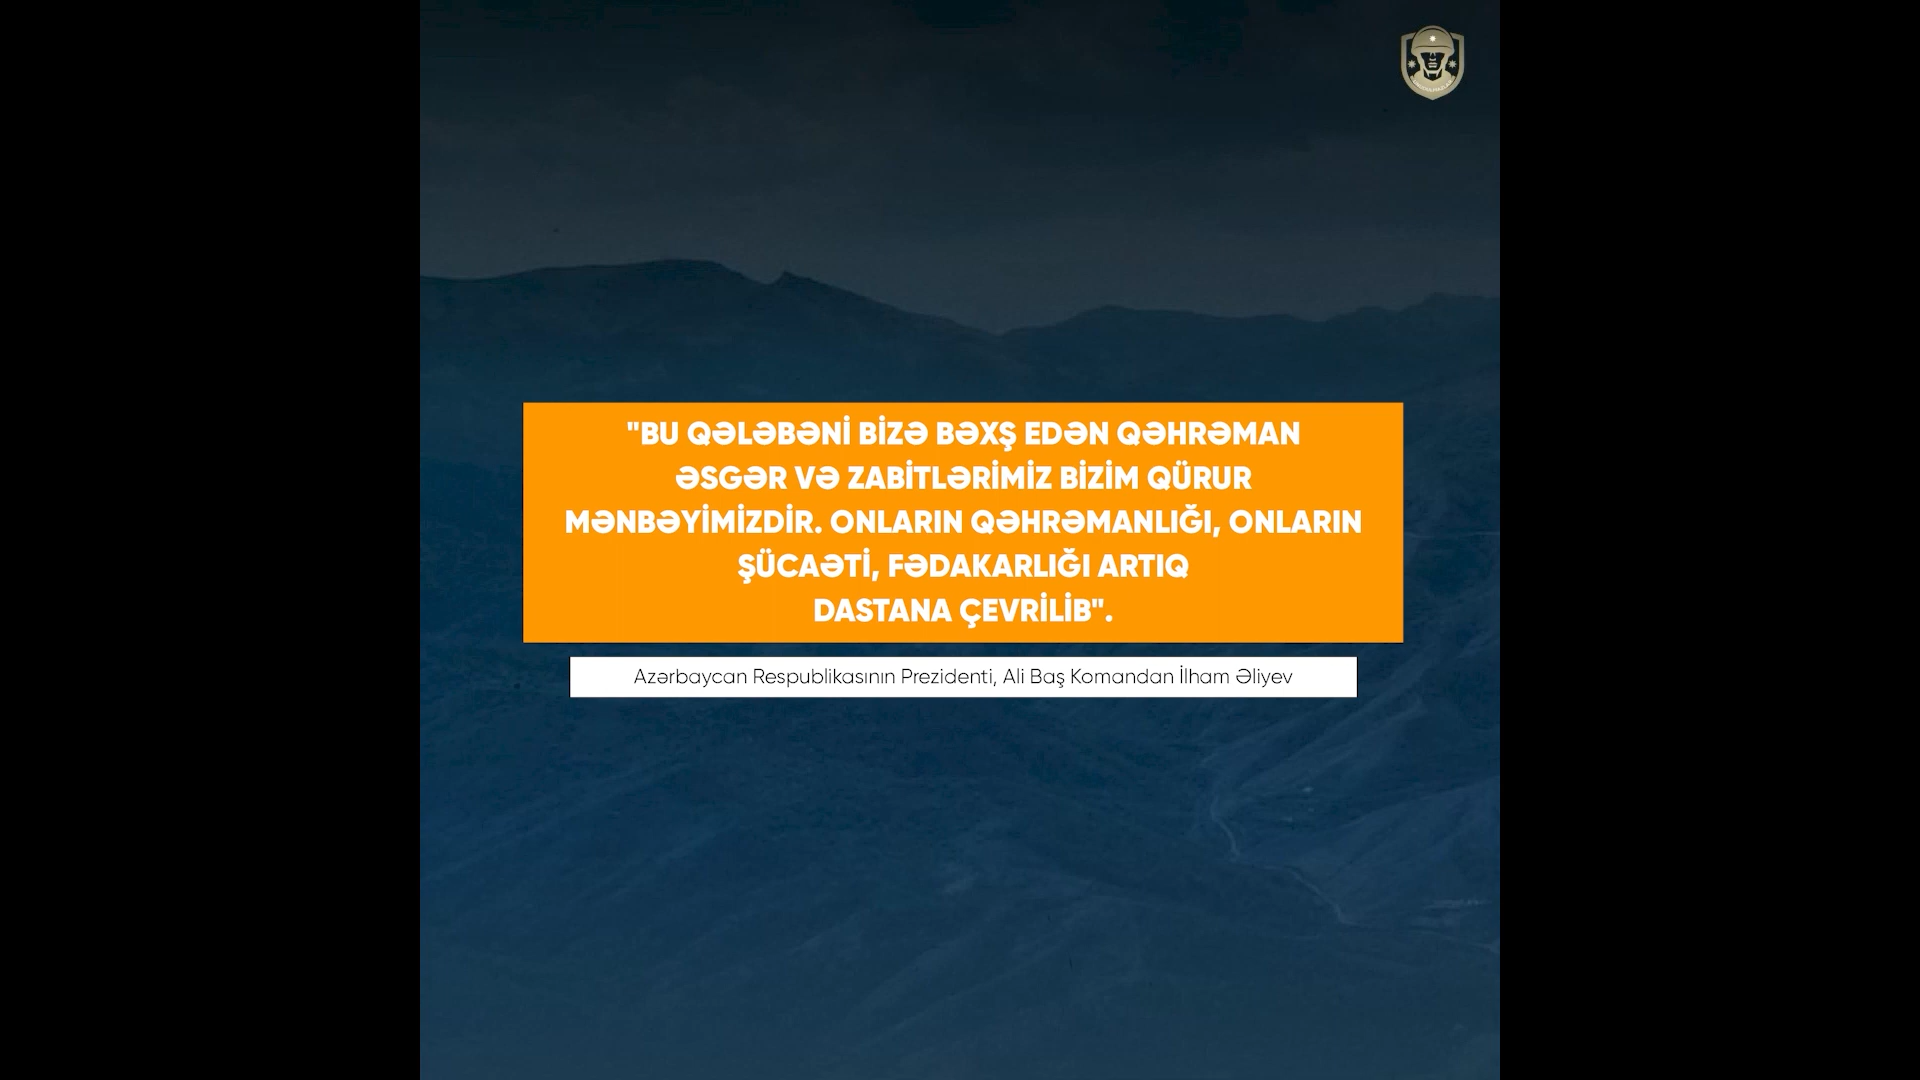 "BU QƏLƏBƏNİ BİZƏ BƏXŞ EDƏN QƏHRƏMAN
ƏSGƏR VƏ ZABİTLƏRİMİZ BİZİM QÜRUR
MƏNBƏYİMİZDİR. ONLARIN QƏHRƏMANLIĞI, ONLARIN
ŞÜCAƏTİ, FƏDAKARLIĞI ARTIQ
DASTANA ÇEVRİLİB".
Azərbaycan Respublikasının Prezidenti, Ali Baş Komandan İlham Əliyev